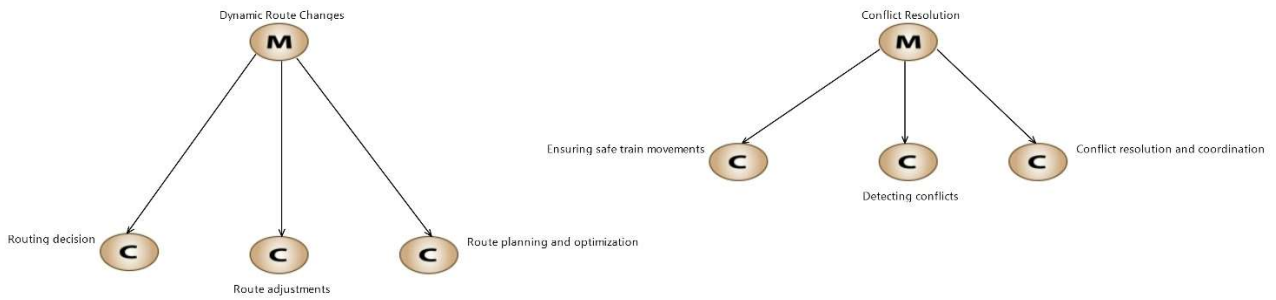 Dynamic Route Changes
M
Routing decision
C
C
Route adjustments
C
Route planning and optimization
Conflict Resolution
M
Ensuring safe train movements
C
C
Detecting conflicts
C
Conflict resolution and coordination